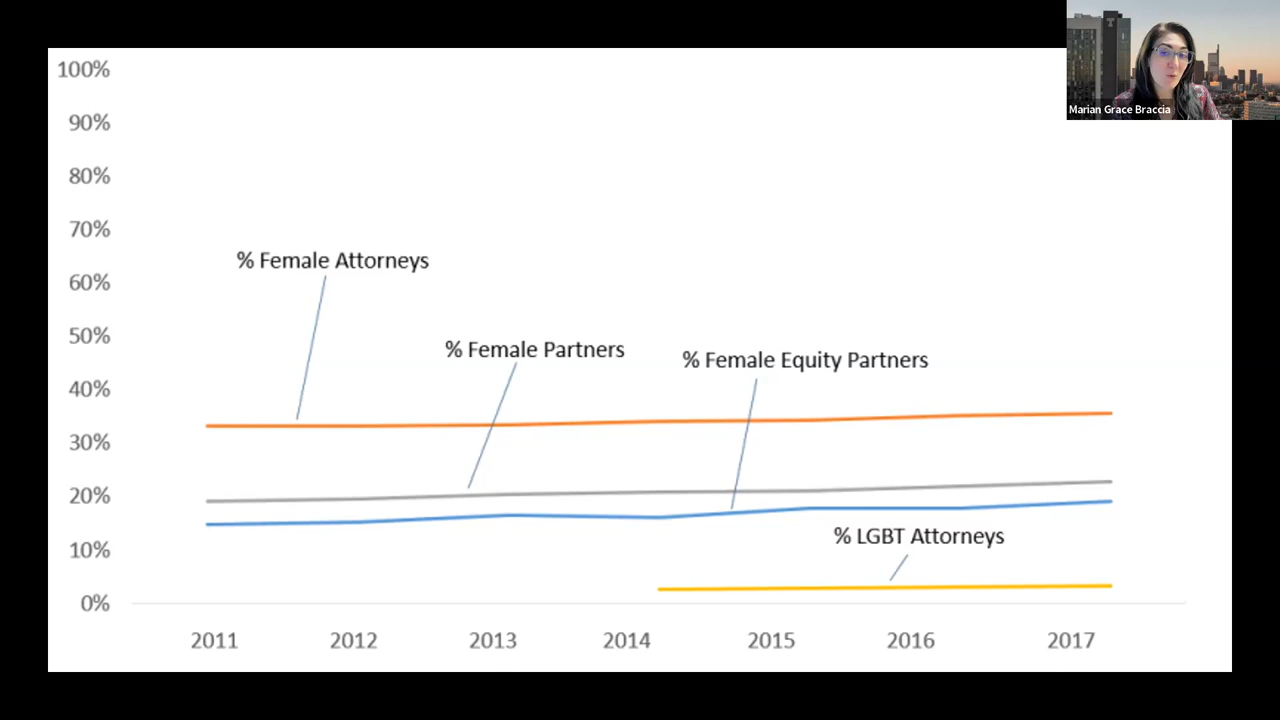 Marian Grace Braccia
100%
90%
80%
70%
% Female Attorneys
60%
50%
% Female Partners
% Female Equity Partners
40%
30%
20%
% LGBT Attorneys
10%
0%
2011 2012 2013 2014 2015 2016 2017